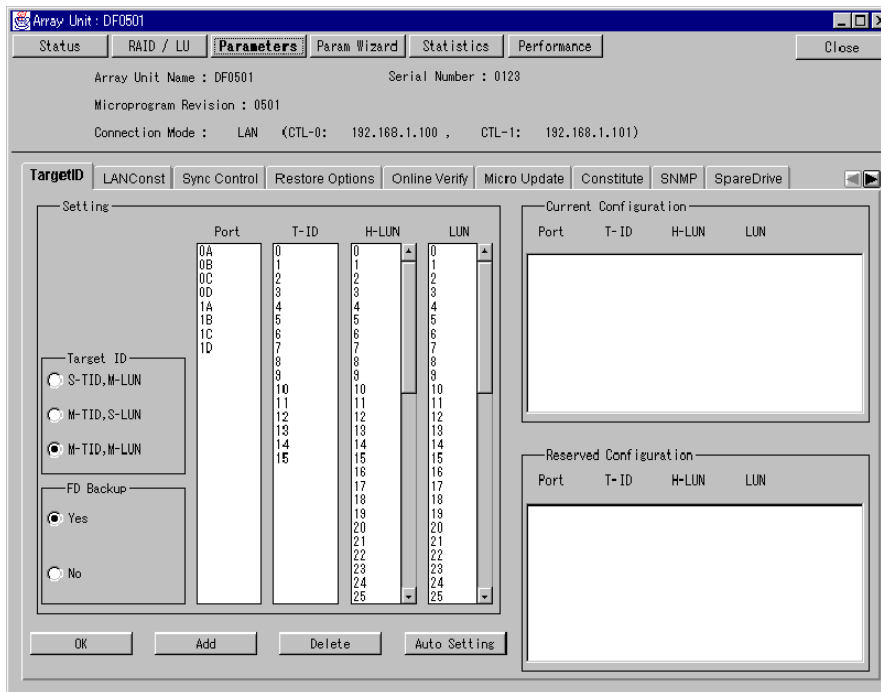 Array Unit : DF0501
Status RAID / LU Parameters Param Wizard Statistics Performance Close
Array Unit Name : DF0501 Serial Number : 0123
Microprogram Revision : 0501
Connection Mode : LAN (CTL-0: 192.168.1.100 , CTL-1: 192.168.1.101)
TargetID LANConst Sync Control Restore Options Online Verify Micro Update Constitute SNMP SpareDrive
Setting
Port T-ID H-LUN LUN
0A 0 0 0
0B 1 1 1
0C 2 2 2
0D 3 3 3
1A 4 4 4
1B 5 5 5
1C 6 6 6
1D 7 7 7
8 8 8
9 9 9
10 10 10
11 11 11
12 12 12
13 13 13
14 14 14
15 15 15
16 16
17 17
18 18
19 19
20 20
21 21
22 22
23 23
24 24
25 25
Target ID
S-TID,M-LUN
M-TID,S-LUN
M-TID,M-LUN
FD Backup
Yes
No
OK Add Delete Auto Setting
Current Configuration
Port T-ID H-LUN LUN
Reserved Configuration
Port T-ID H-LUN LUN